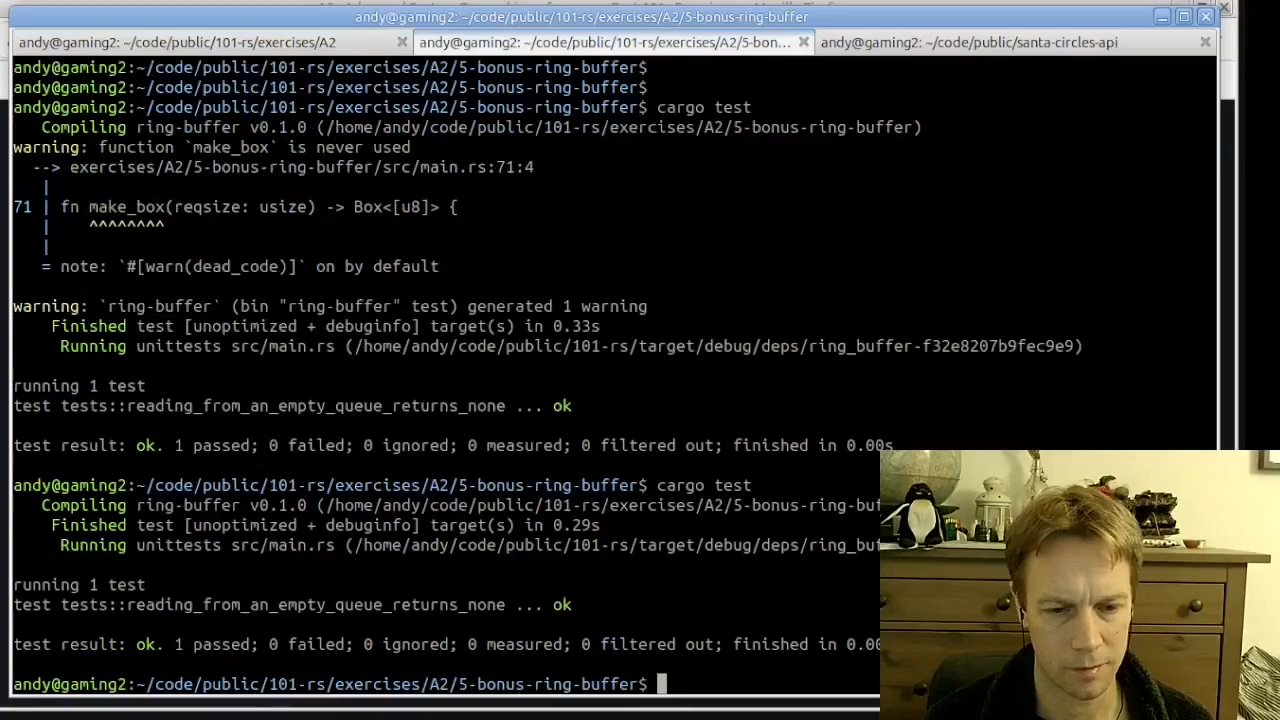 andy@gaming2: ~/code/public/101-rs/exercises/A2/5-bonus-ring-buffer
andy@gaming2: ~/code/public/101-rs/exercises/A2
andy@gaming2: ~/code/public/101-rs/exercises/A2/5-bon...
andy@gaming2: ~/code/public/santa-circles-api
andy@gaming2:~/code/public/101-rs/exercises/A2/5-bonus-ring-buffer$
andy@gaming2:~/code/public/101-rs/exercises/A2/5-bonus-ring-buffer$
andy@gaming2:~/code/public/101-rs/exercises/A2/5-bonus-ring-buffer$ cargo test
Compiling ring-buffer v0.1.0 (/home/andy/code/public/101-rs/exercises/A2/5-bonus-ring-buffer)
warning: function `make_box` is never used
--> exercises/A2/5-bonus-ring-buffer/src/main.rs:71:4
|
71 | fn make_box(reqsize: usize) -> Box<[u8]> {
| ^^^^^^^^
|
= note: `#[warn(dead_code)]` on by default
warning: `ring-buffer` (bin "ring-buffer" test) generated 1 warning
Finished test [unoptimized + debuginfo] target(s) in 0.33s
Running unittests src/main.rs (/home/andy/code/public/101-rs/target/debug/deps/ring_buffer-f32e8207b9fec9e9)
running 1 test
test tests::reading_from_an_empty_queue_returns_none ... ok
test result: ok. 1 passed; 0 failed; 0 ignored; 0 measured; 0 filtered out; finished in 0.00s
andy@gaming2:~/code/public/101-rs/exercises/A2/5-bonus-ring-buffer$ cargo test
Compiling ring-buffer v0.1.0 (/home/andy/code/public/101-rs/exercises/A2/5-bonus-ring-buf
Finished test [unoptimized + debuginfo] target(s) in 0.29s
Running unittests src/main.rs (/home/andy/code/public/101-rs/target/debug/deps/ring_buf
running 1 test
test tests::reading_from_an_empty_queue_returns_none ... ok
test result: ok. 1 passed; 0 failed; 0 ignored; 0 measured; 0 filtered out; finished in 0.00
andy@gaming2:~/code/public/101-rs/exercises/A2/5-bonus-ring-buffer$